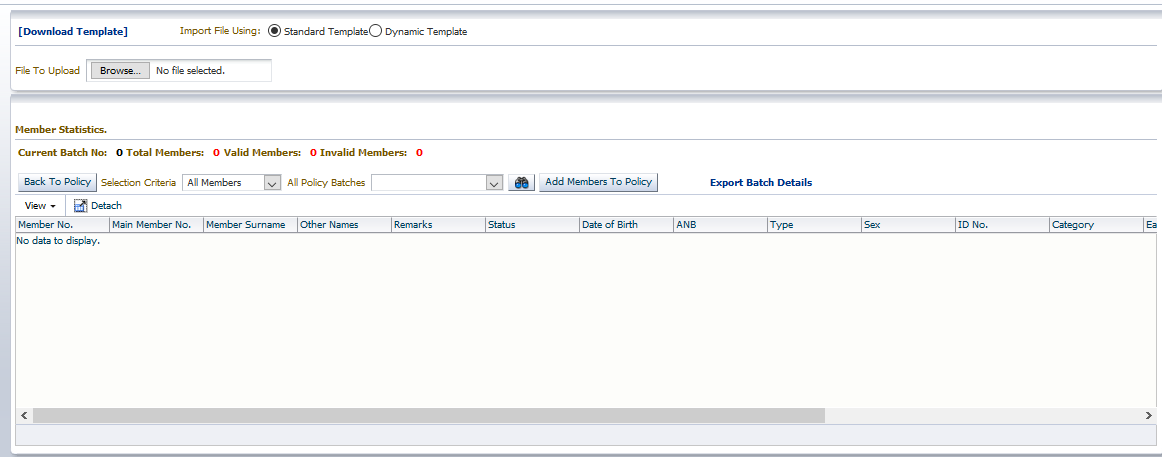 [Download Template] Import File Using: Standard Template Dynamic Template
File To Upload Browse... No file selected.
Member Statistics.
Current Batch No: 0 Total Members: 0 Valid Members: 0 Invalid Members: 0
Back To Policy Selection Criteria All Members All Policy Batches Add Members To Policy Export Batch Details
View Detach
Member No. Main Member No. Member Surname Other Names Remarks Status Date of Birth ANB Type Sex ID No. Category Ea
No data to display.